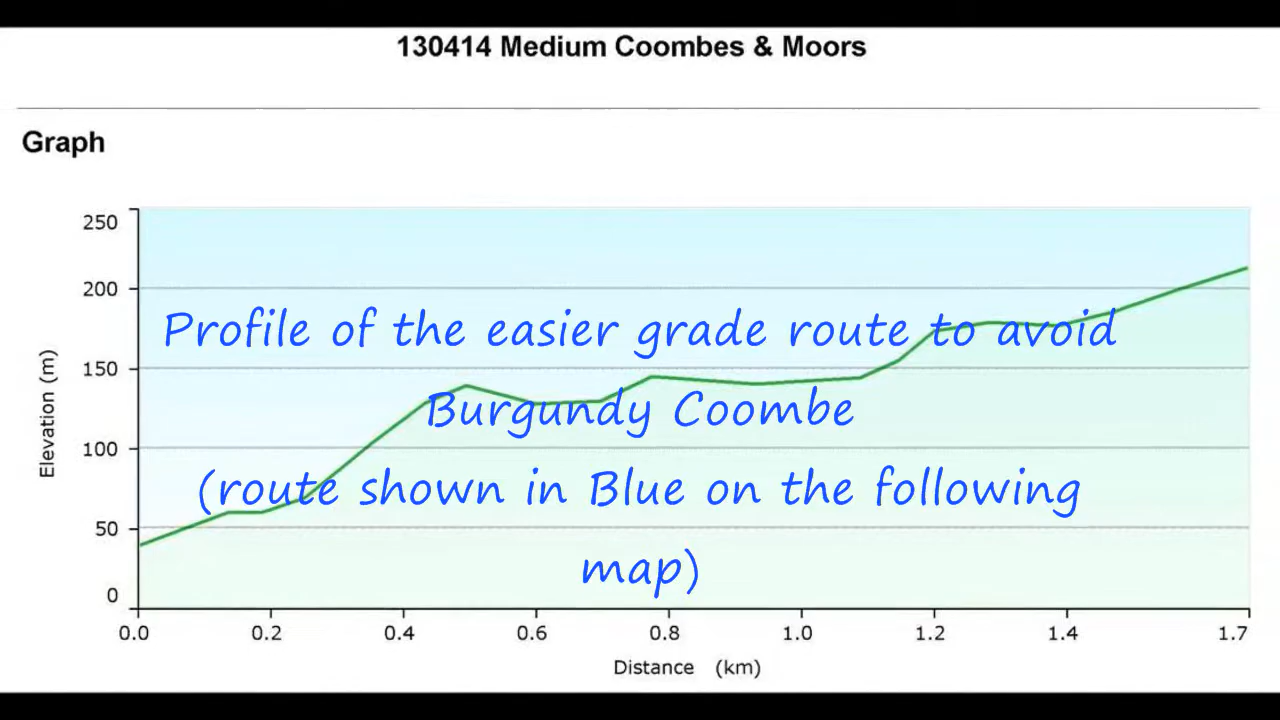 130414 Medium Coombes & Moors
Graph
250
200
150
100
50
0
Elevation (m)
Profile of the easier grade route to avoid
Burgundy Coombe
(route shown in Blue on the following
map)
0.0 0.2 0.4 0.6 0.8 1.0 1.2 1.4 1.7
Distance (km)